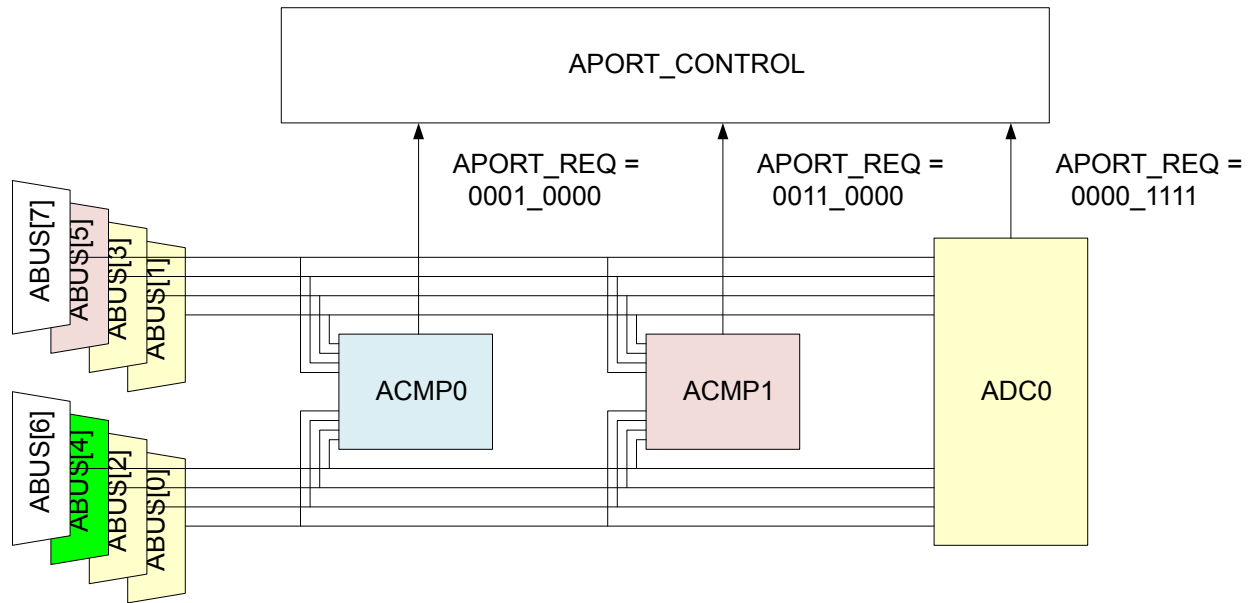 APORT_CONTROL
APORT_REQ =
0001_0000
APORT_REQ =
0011_0000
APORT_REQ =
0000_1111
ABUS[7]
ABUS[5]
ABUS[3]
ABUS[1]
ACMP0
ACMP1
ADC0
ABUS[6]
ABUS[4]
ABUS[2]
ABUS[0]